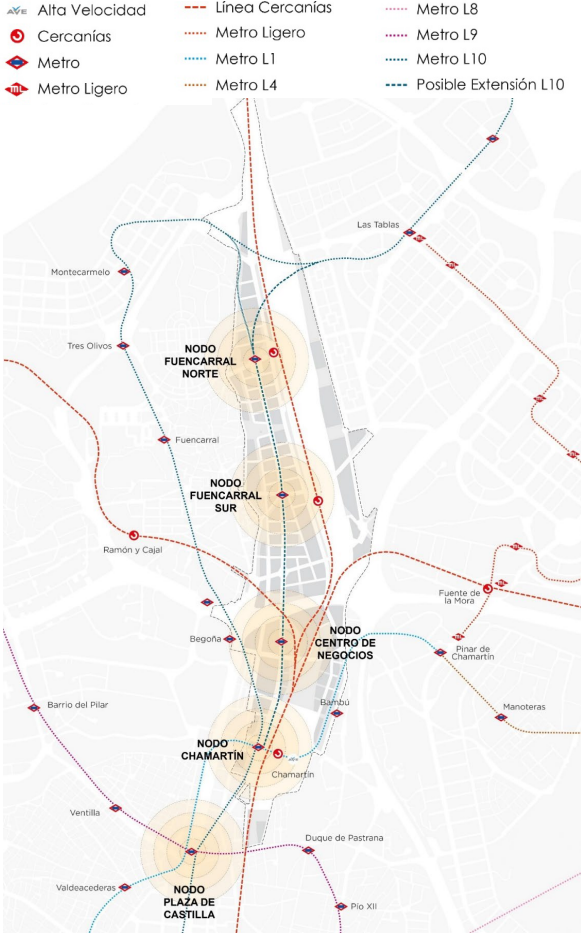 Alta Velocidad
Cercanías
Metro
Metro Ligero
Línea Cercanías
Metro Ligero
Metro L1
Metro L4
Metro L8
Metro L9
Metro L10
Posible Extensión L10
Las Tablas
Montecarmelo
Tres Olivos
NODO
FUENCARRAL
NORTE
Fuencarral
NODO
FUENCARRAL
SUR
Ramón y Cajal
Fuente de
la Mora
Begoña
NODO
CENTRO DE
NEGOCIOS
Pinar de
Chamartín
Barrio del Pilar
Bambú
Manoteras
NODO
CHAMARTÍN
Chamartín
Ventilla
Duque de Pastrana
Valdeacederas
NODO
PLAZA DE
CASTILLA
Pío XII